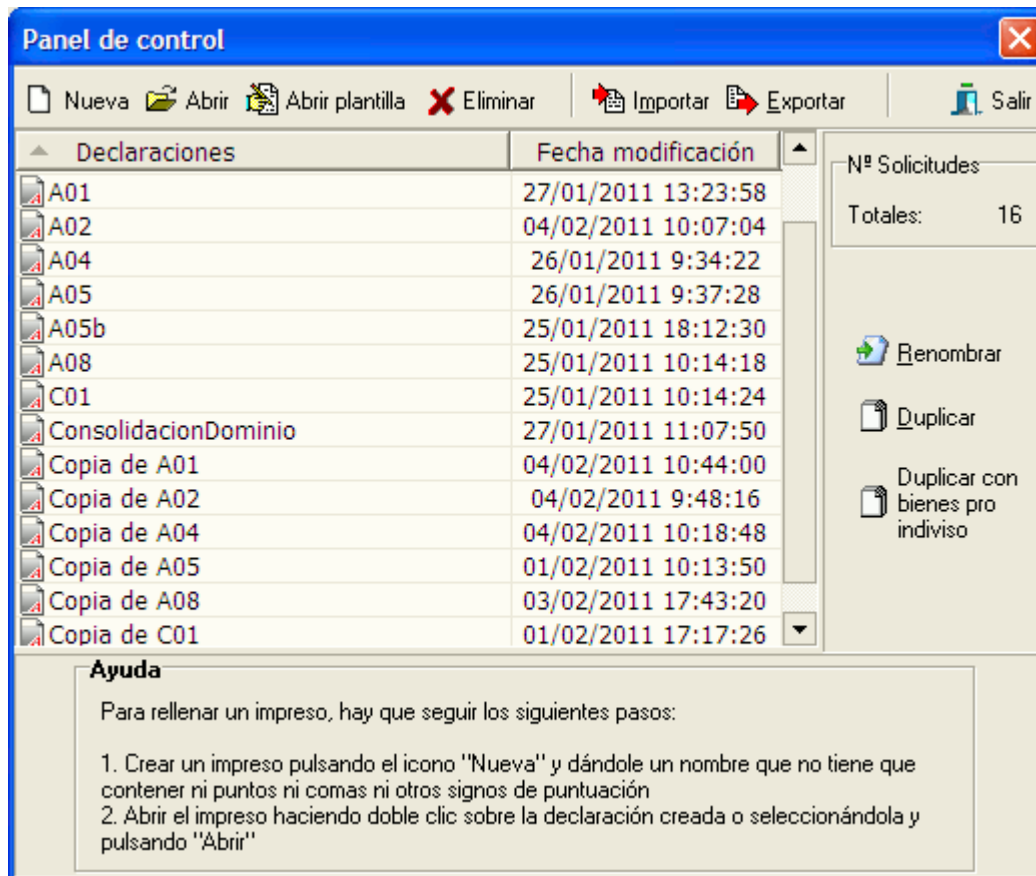 Panel de control
Nueva Abrir Abrir plantilla Eliminar Importar Exportar Salir
Declaraciones Fecha modificación
A01 27/01/2011 13:23:58
A02 04/02/2011 10:07:04
A04 26/01/2011 9:34:22
A05 26/01/2011 9:37:28
A05b 25/01/2011 18:12:30
A08 25/01/2011 10:14:18
C01 25/01/2011 10:14:24
ConsolidacionDominio 27/01/2011 11:07:50
Copia de A01 04/02/2011 10:44:00
Copia de A02 04/02/2011 9:48:16
Copia de A04 04/02/2011 10:18:48
Copia de A05 01/02/2011 10:13:50
Copia de A08 03/02/2011 17:43:20
Copia de C01 01/02/2011 17:17:26
Nº Solicitudes
Totales: 16
Renombrar
Duplicar
Duplicar con
bienes pro
indiviso
Ayuda
Para rellenar un impreso, hay que seguir los siguientes pasos:
1. Crear un impreso pulsando el icono "Nueva" y dándole un nombre que no tiene que
contener ni puntos ni comas ni otros signos de puntuación
2. Abrir el impreso haciendo doble clic sobre la declaración creada o seleccionándola y
pulsando "Abrir"